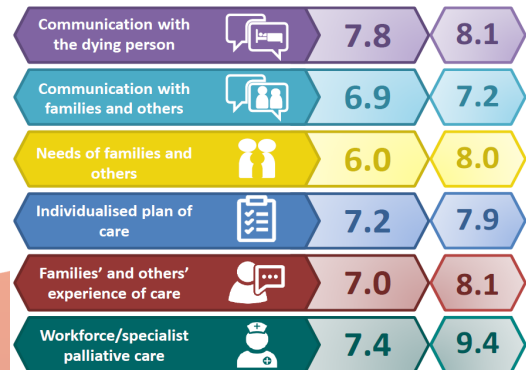 Communication with
the dying person
7.8
8.1
Communication with
families and others
6.9
7.2
Needs of families and
others
6.0
8.0
Individualised plan of
care
7.2
7.9
Families' and others'
experience of care
7.0
8.1
Workforce/specialist
palliative care
7.4
9.4